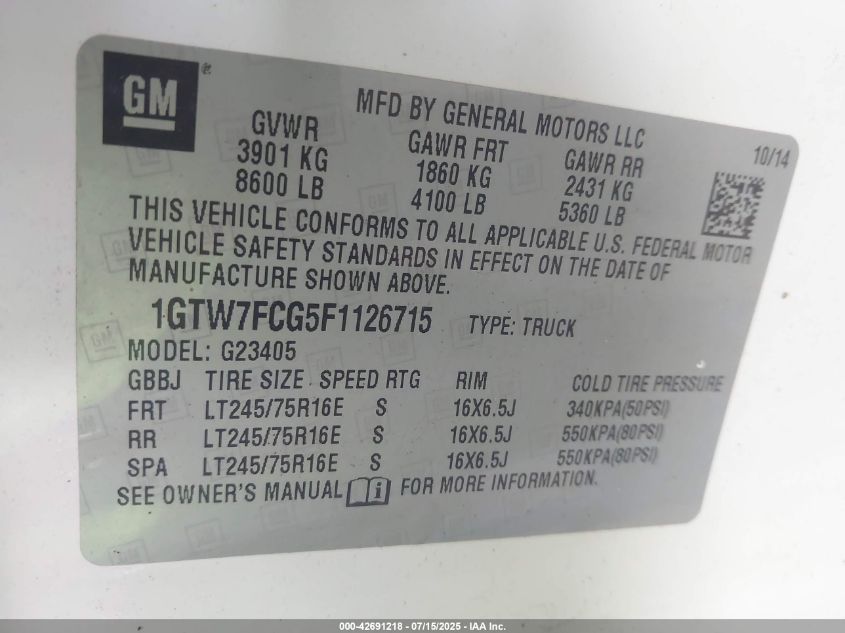 GM
MFD BY GENERAL MOTORS LLC
10/14
GVWR GAWR FRT GAWR RR
3901 KG 1860 KG 2431 KG
8600 LB 4100 LB 5360 LB
THIS VEHICLE CONFORMS TO ALL APPLICABLE U.S. FEDERAL MOTOR
VEHICLE SAFETY STANDARDS IN EFFECT ON THE DATE OF
MANUFACTURE SHOWN ABOVE.
1GTW7FCG5F1126715 TYPE: TRUCK
MODEL: G23405
GBBJ TIRE SIZE SPEED RTG RIM COLD TIRE PRESSURE
FRT LT245/75R16E S 16X6.5J 340KPA(50PSI)
RR LT245/75R16E S 16X6.5J 550KPA(80PSI)
SPA LT245/75R16E S 16X6.5J 550KPA(80PSI)
SEE OWNER'S MANUAL FOR MORE INFORMATION.
000-42691218 - 07/15/2025 - IAA Inc.